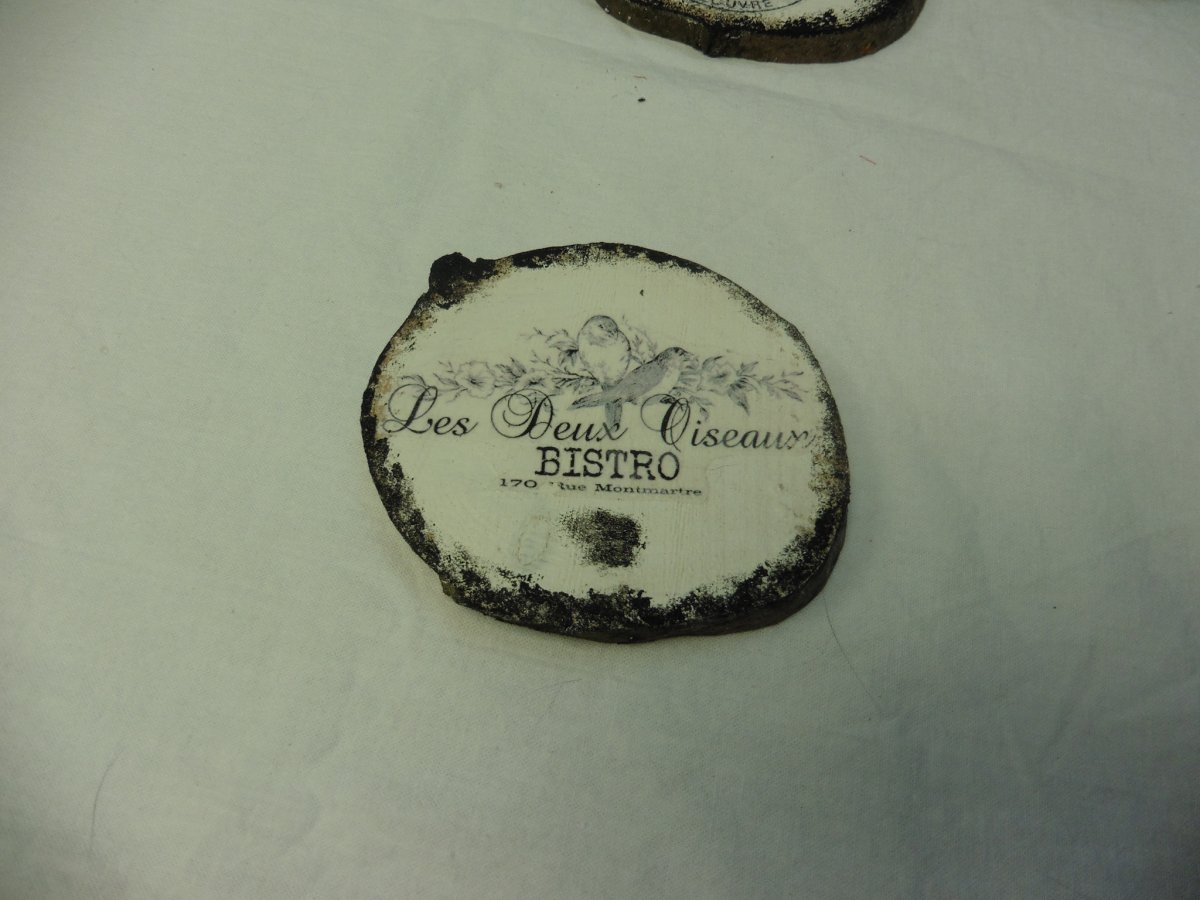 Les Deux Oiseaux
BISTRO
170 Rue Montmartre